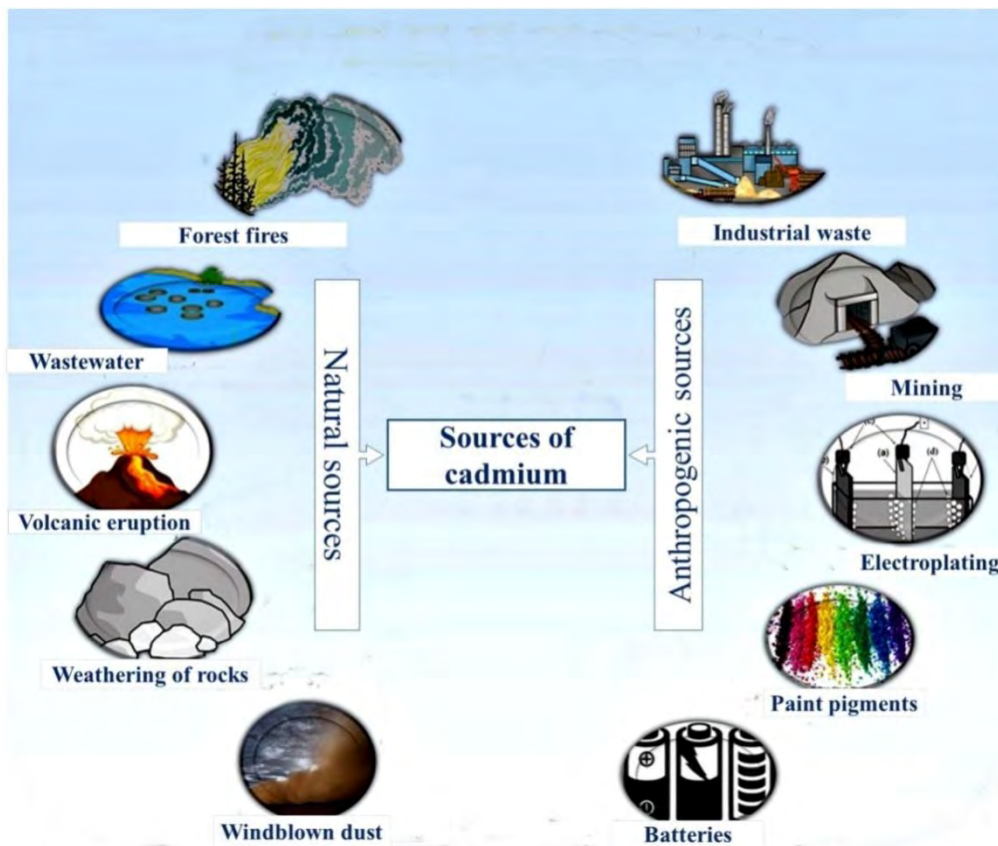 Forest fires
Industrial waste
Wastewater
Mining
Natural sources
Sources of
cadmium
Anthropogenic sources
Volcanic eruption
(a)
(d)
Electroplating
Weathering of rocks
Paint pigments
Windblown dust
Batteries